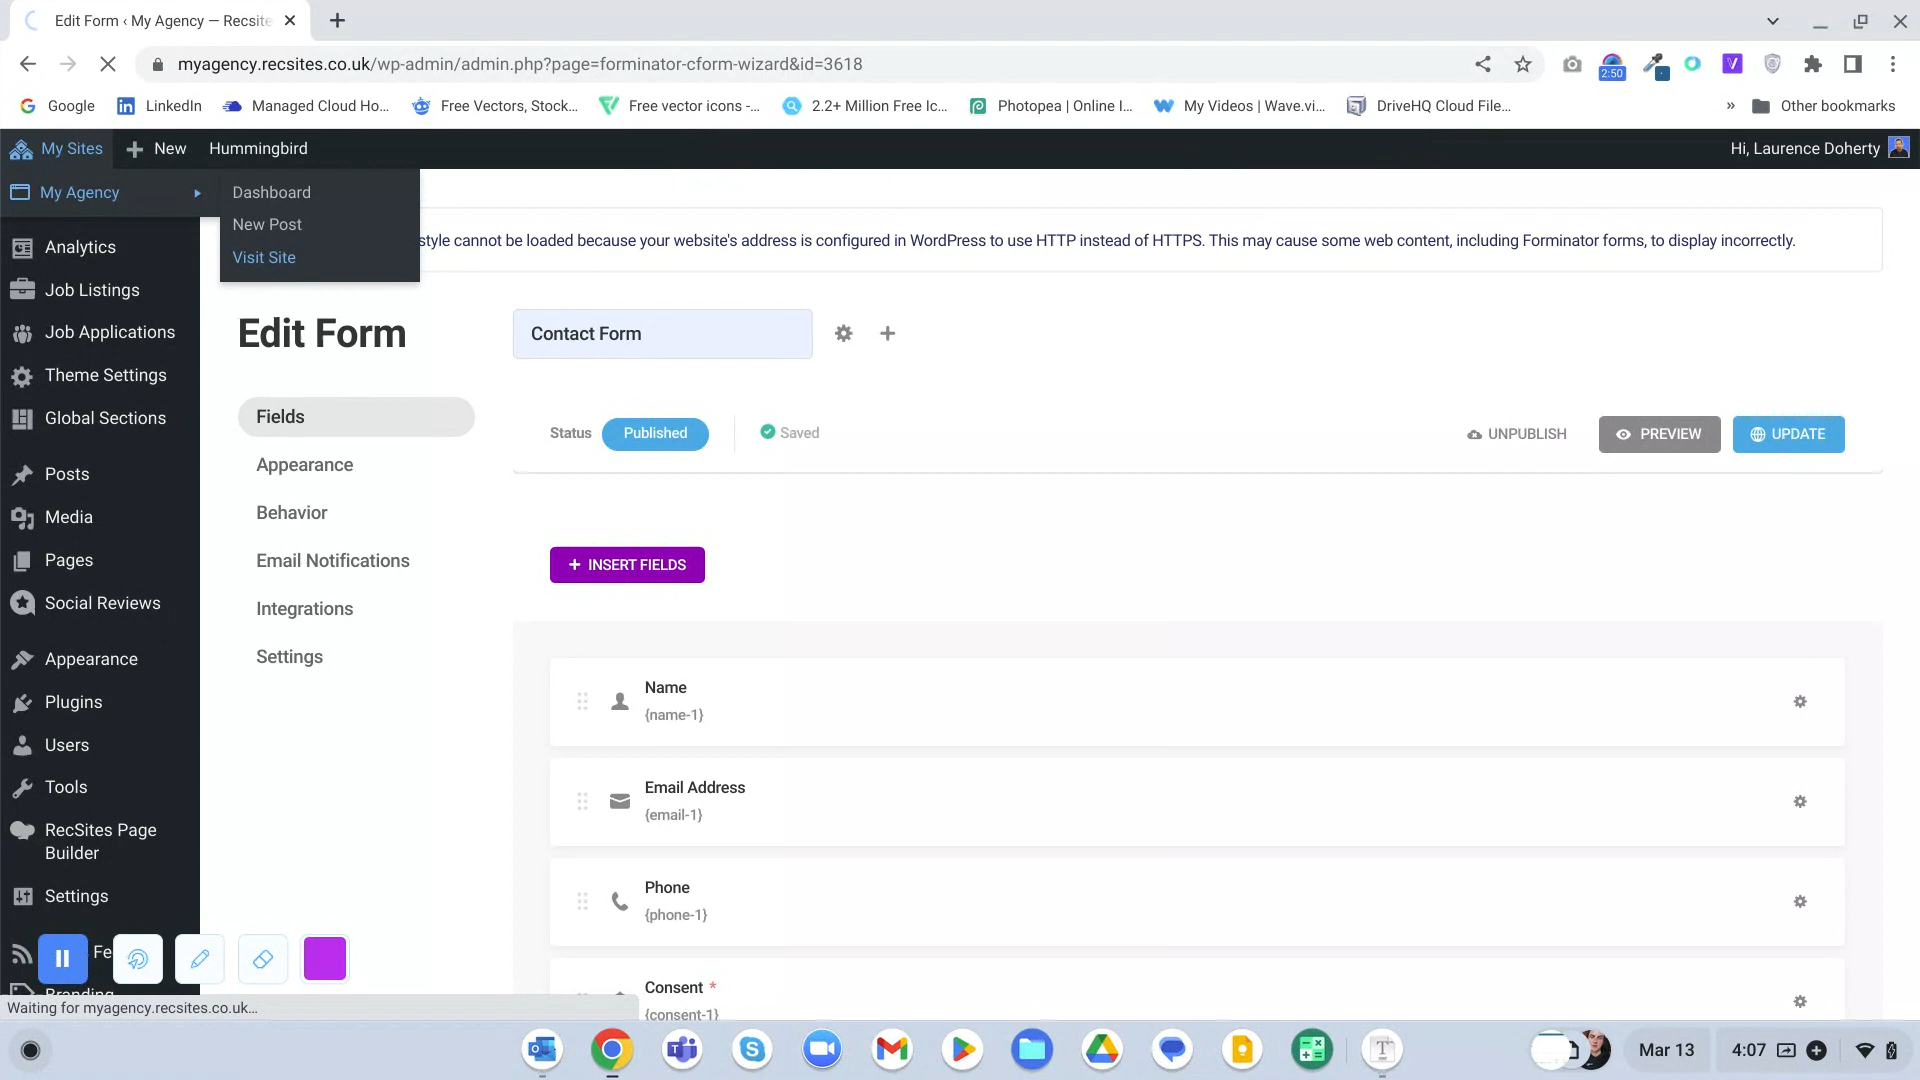 Edit Form ‹ My Agency — Recsite
myagency.recsites.co.uk/wp-admin/admin.php?page=forminator-cform-wizard&id=3618
2:50
Google
LinkedIn
Managed Cloud Ho...
Free Vectors, Stock...
Free vector icons -...
2.2+ Million Free Ic...
Photopea | Online I...
My Videos | Wave.vi...
DriveHQ Cloud File...
»
Other bookmarks
My Sites
New
Hummingbird
Hi, Laurence Doherty
My Agency
Dashboard
New Post
Visit Site
style cannot be loaded because your website's address is configured in WordPress to use HTTP instead of HTTPS. This may cause some web content, including Forminator forms, to display incorrectly.
Analytics
Job Listings
Job Applications
Theme Settings
Global Sections
Posts
Media
Pages
Social Reviews
Appearance
Plugins
Users
Tools
RecSites Page
Builder
Settings
Fe
Branding
Edit Form
Contact Form
Fields
Appearance
Behavior
Email Notifications
Integrations
Settings
Status
Published
Saved
UNPUBLISH
PREVIEW
UPDATE
INSERT FIELDS
Name
{name-1}
Email Address
{email-1}
Phone
{phone-1}
Consent *
{consent-1}
Waiting for myagency.recsites.co.uk...
Mar 13
4:07